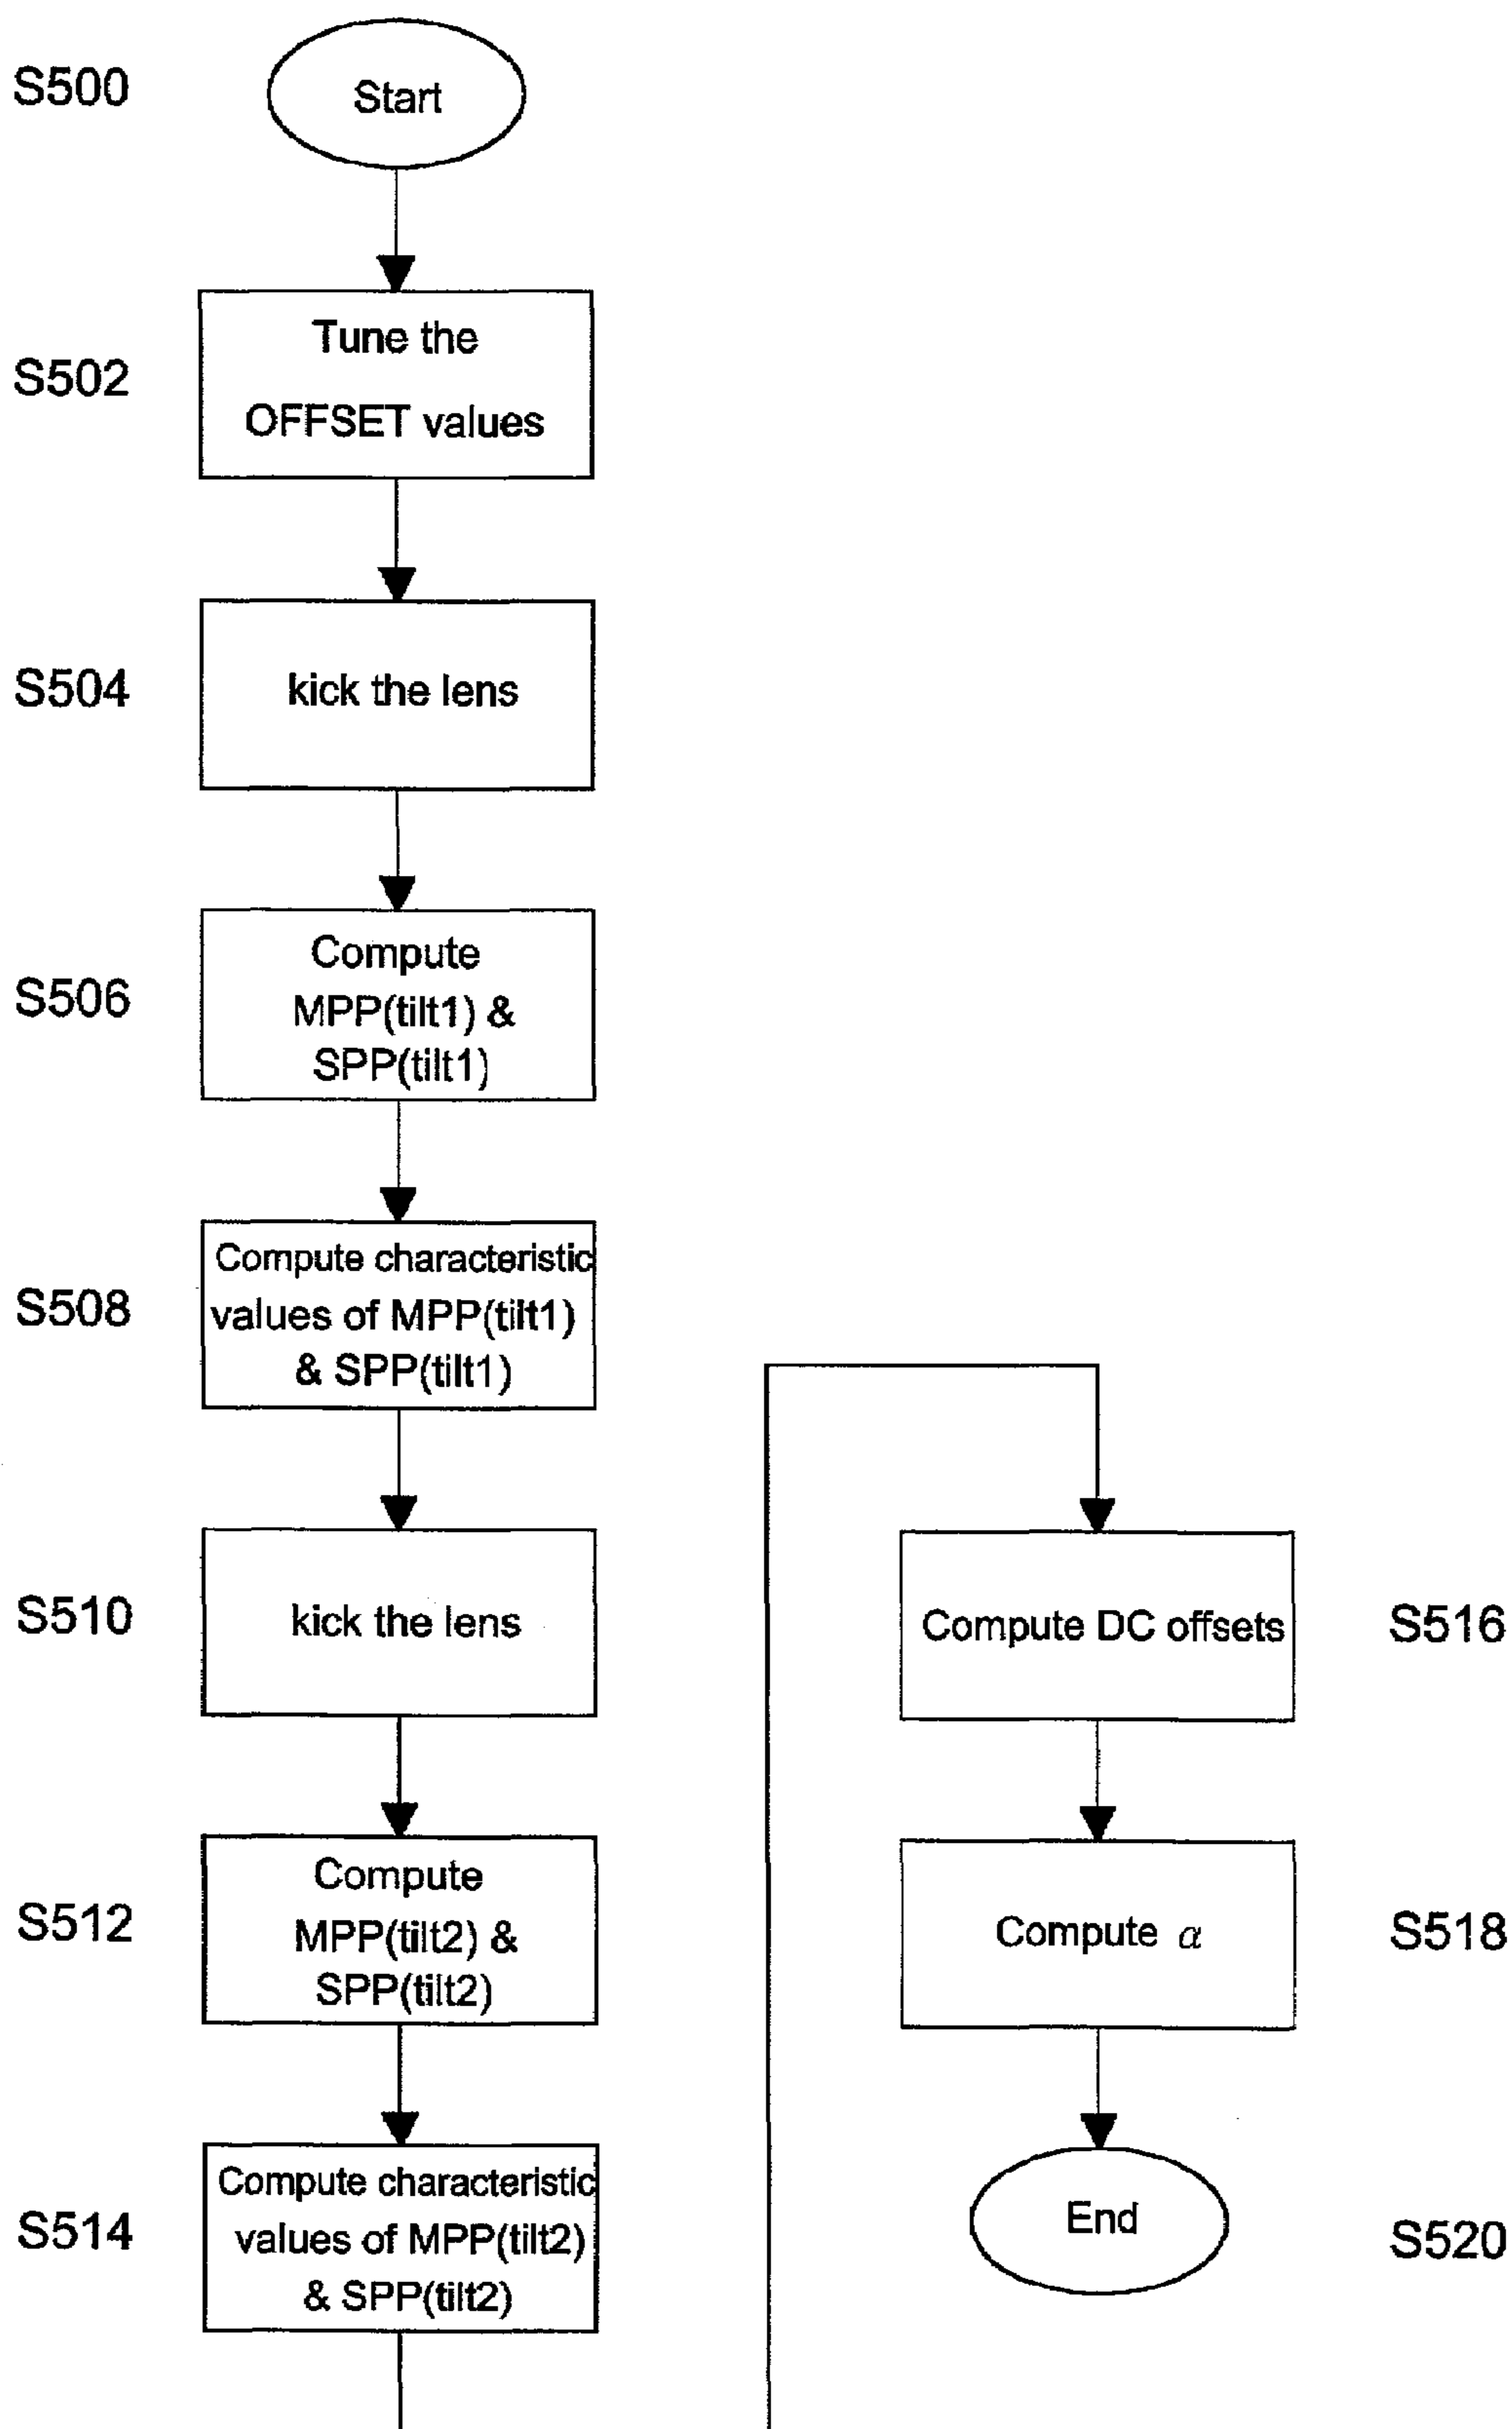 S500
Start
S502
Tune the
OFFSET values
S504
kick the lens
S506
Compute
MPP(tilt1) &
SPP(tilt1)
S508
Compute characteristic
values of MPP(tilt1)
& SPP(tilt1)
S510
kick the lens
S512
Compute
MPP(tilt2) &
SPP(tilt2)
S514
Compute characteristic
values of MPP(tilt2)
& SPP(tilt2)
Compute DC offsets
S516
Compute α
S518
End
S520